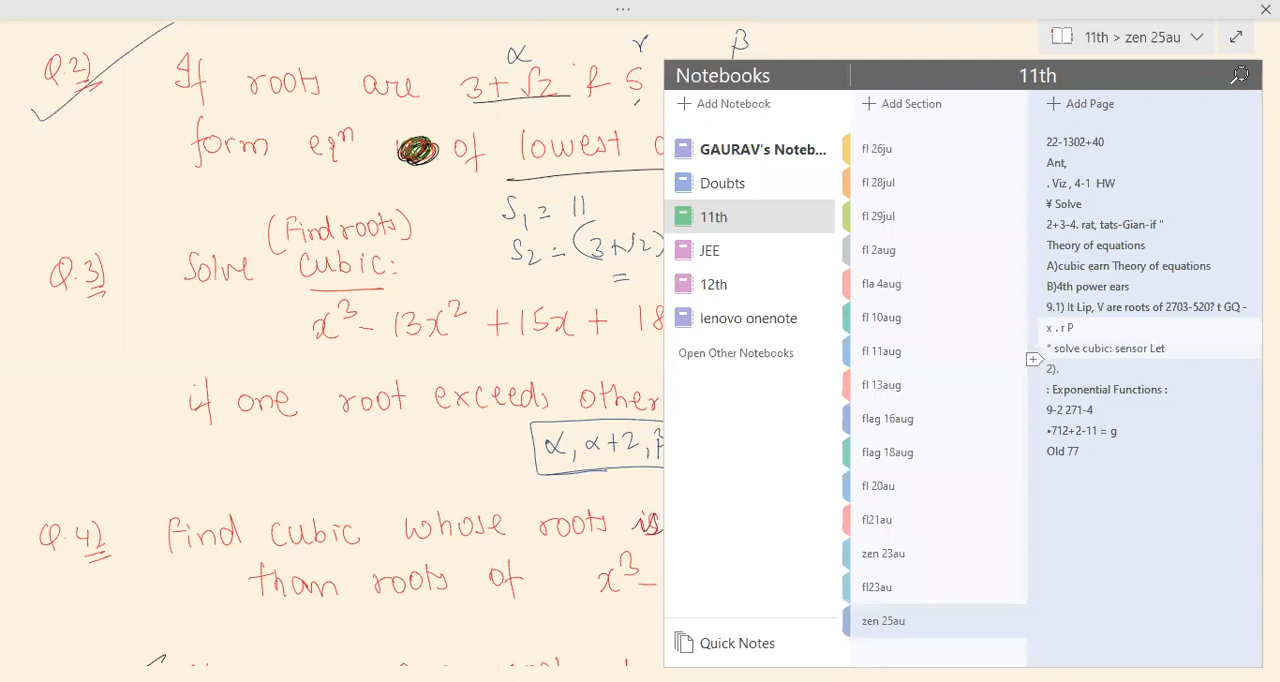 11th > zen 25au
Q.2) If roots are 3+√2 & 5
α γ β
form eqn of lowest
S1 = 11
S2 = (3+√2)
=
(Find roots)
Q.3) Solve cubic:
x³ - 13x² + 15x + 18
if one root exceeds other
α, α+2, β
Q.4) Find cubic whose roots is
than roots of x³ -
Notebooks
+ Add Notebook
GAURAV's Noteb...
Doubts
11th
JEE
12th
lenovo onenote
Open Other Notebooks
Quick Notes
11th
+ Add Section
fl 26ju
fl 28jul
fl 29jul
fl 2aug
fla 4aug
fl 10aug
fl 11aug
fl 13aug
flag 16aug
flag 18aug
fl 20au
fl21au
zen 23au
fl23au
zen 25au
+ Add Page
22-1302+40
Ant,
. Viz , 4-1 HW
¥ Solve
2+3-4. rat, tats-Gian-if "
Theory of equations
A)cubic earn Theory of equations
B)4th power ears
9.1) It Lip, V are roots of 2703-520? t GQ -
x . r P
* solve cubic: sensor Let
2).
: Exponential Functions :
9-2 271-4
•712+2-11 = g
Old 77